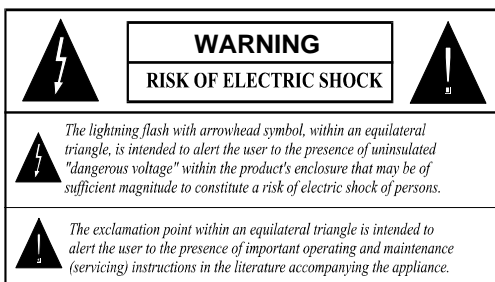 WARNING
RISK OF ELECTRIC SHOCK
The lightning flash with arrowhead symbol, within an equilateral
triangle, is intended to alert the user to the presence of uninsulated
"dangerous voltage" within the product's enclosure that may be of
sufficient magnitude to constitute a risk of electric shock of persons.
The exclamation point within an equilateral triangle is intended to
alert the user to the presence of important operating and maintenance
(servicing) instructions in the literature accompanying the appliance.